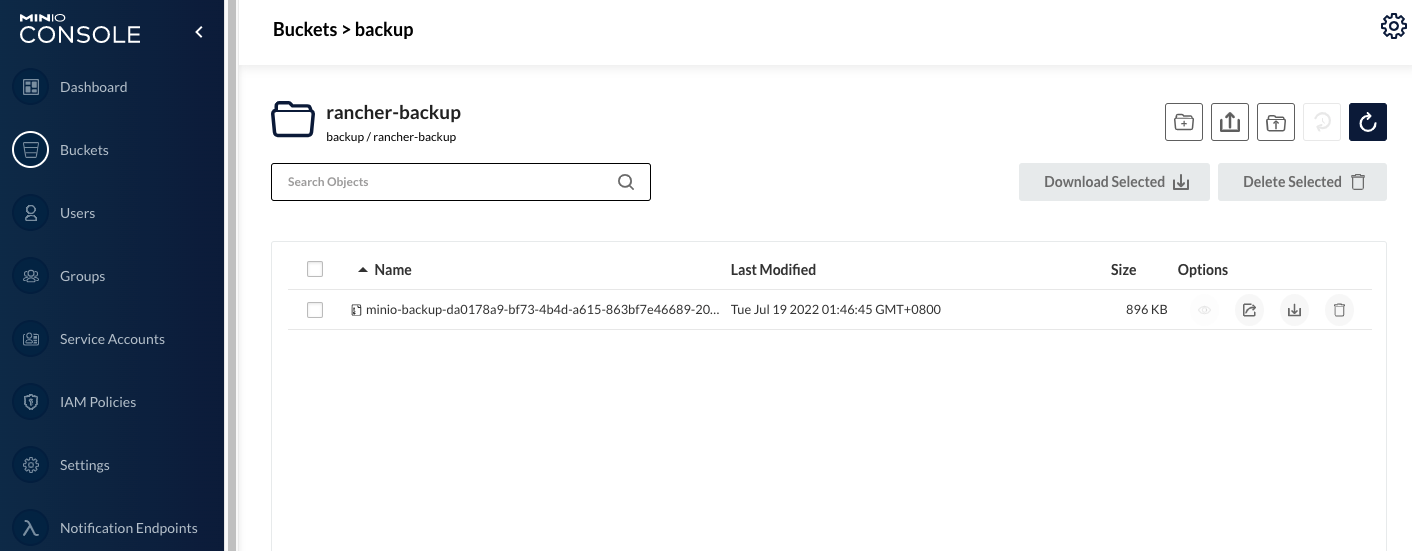 MINIO
CONSOLE
Dashboard
Buckets
Users
Groups
Service Accounts
IAM Policies
Settings
Notification Endpoints
Buckets > backup
rancher-backup
backup / rancher-backup
Search Objects
Download Selected
Delete Selected
Name Last Modified Size Options
minio-backup-da0178a9-bf73-4b4d-a615-863bf7e46689-20... Tue Jul 19 2022 01:46:45 GMT+0800 896 KB